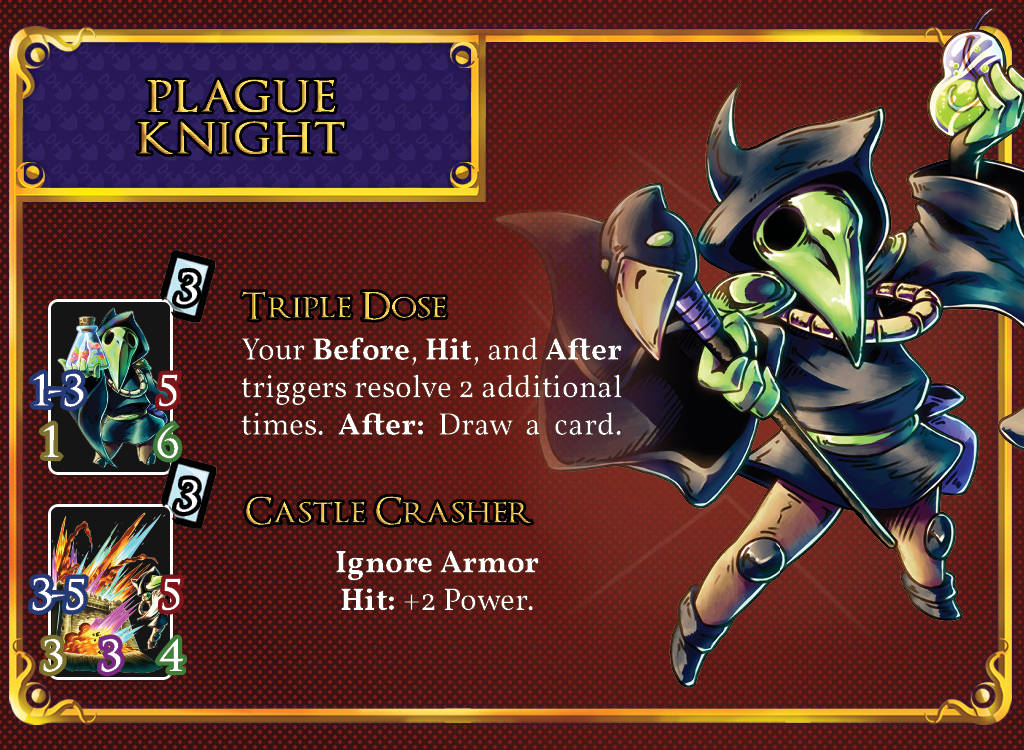 PLAGUE
KNIGHT
3
TRIPLE DOSE
Your Before, Hit, and After
triggers resolve 2 additional
times. After: Draw a card.
1-3 5
1 6
3
CASTLE CRASHER
Ignore Armor
Hit: +2 Power.
3-5 5
3 3 4